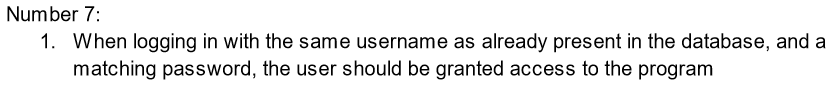 Number 7:
1. When logging in with the same username as already present in the database, and a
matching password, the user should be granted access to the program